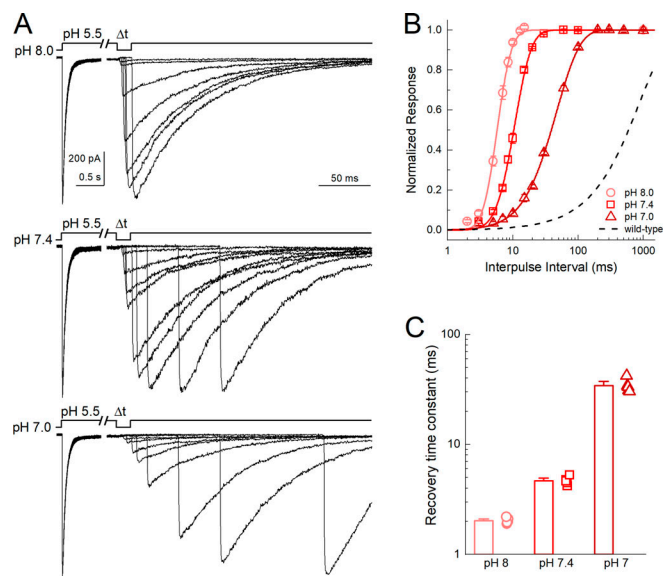 A
pH 5.5
Δt
pH 8.0
200 pA
0.5 s
50 ms
pH 5.5
Δt
pH 7.4
pH 5.5
Δt
pH 7.0
B
Normalized Response
1.0
0.8
0.6
0.4
0.2
0.0
pH 8.0
pH 7.4
pH 7.0
wild-type
1
10
100
1000
Interpulse Interval (ms)
C
Recovery time constant (ms)
100
10
1
pH 8
pH 7.4
pH 7